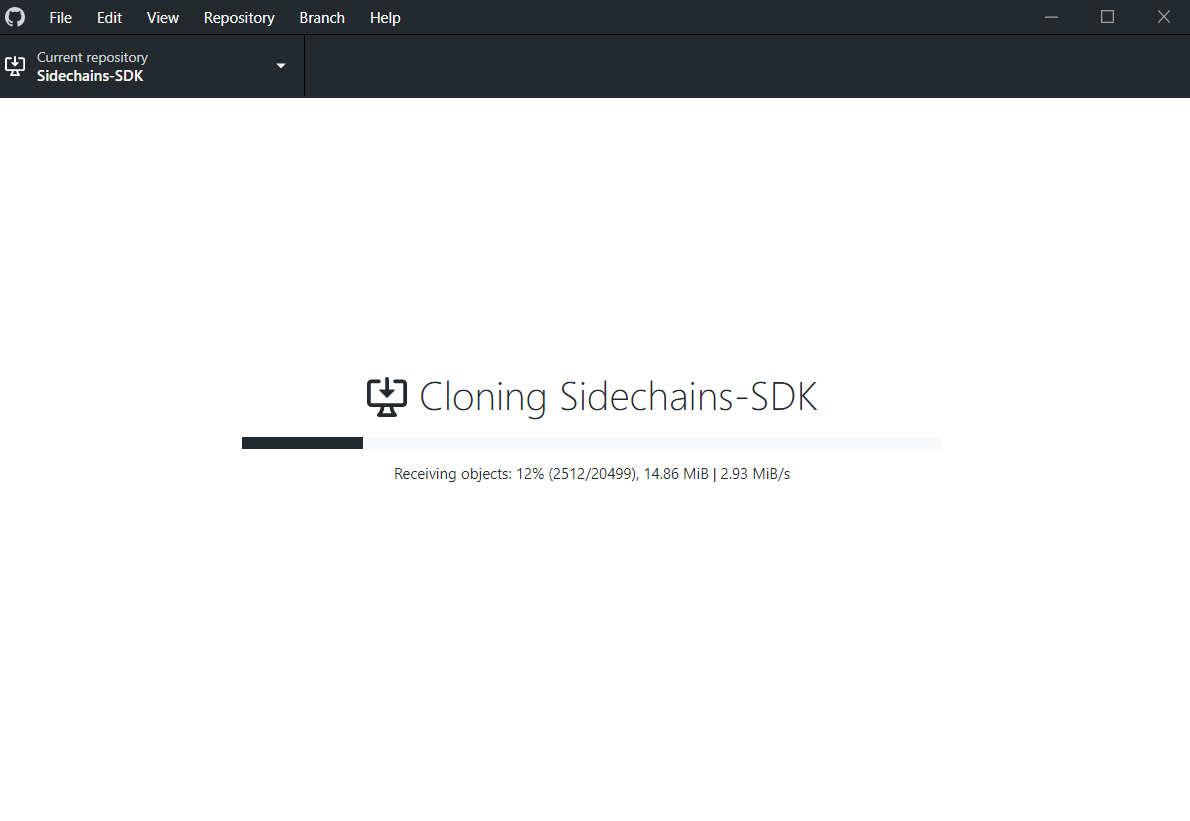 File Edit View Repository Branch Help
Current repository
Sidechains-SDK
Cloning Sidechains-SDK
Receiving objects: 12% (2512/20499), 14.86 MiB | 2.93 MiB/s